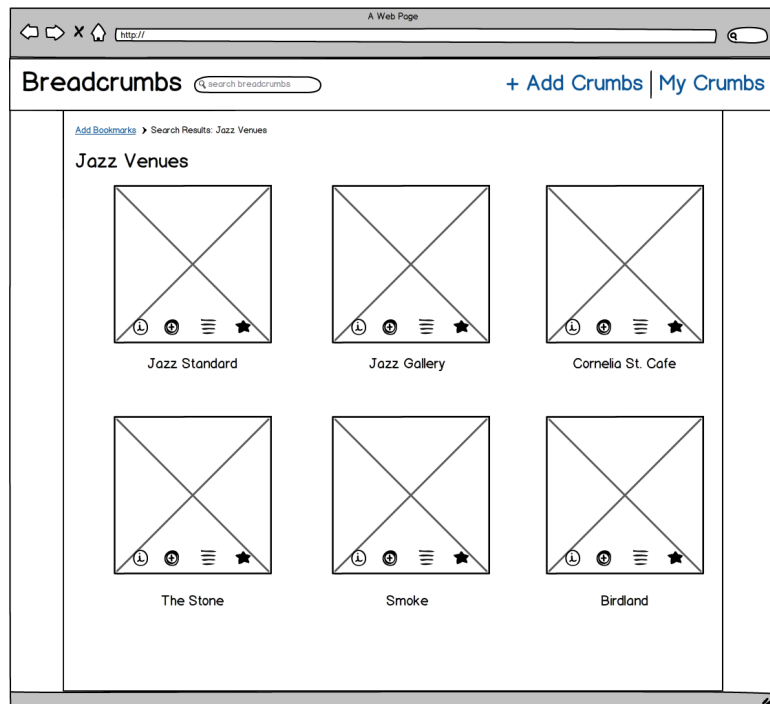 A Web Page
http://
Breadcrumbs search breadcrumbs + Add Crumbs My Crumbs
Add Bookmarks > Search Results: Jazz Venues
Jazz Venues
Jazz Standard Jazz Gallery Cornelia St. Cafe
The Stone Smoke Birdland